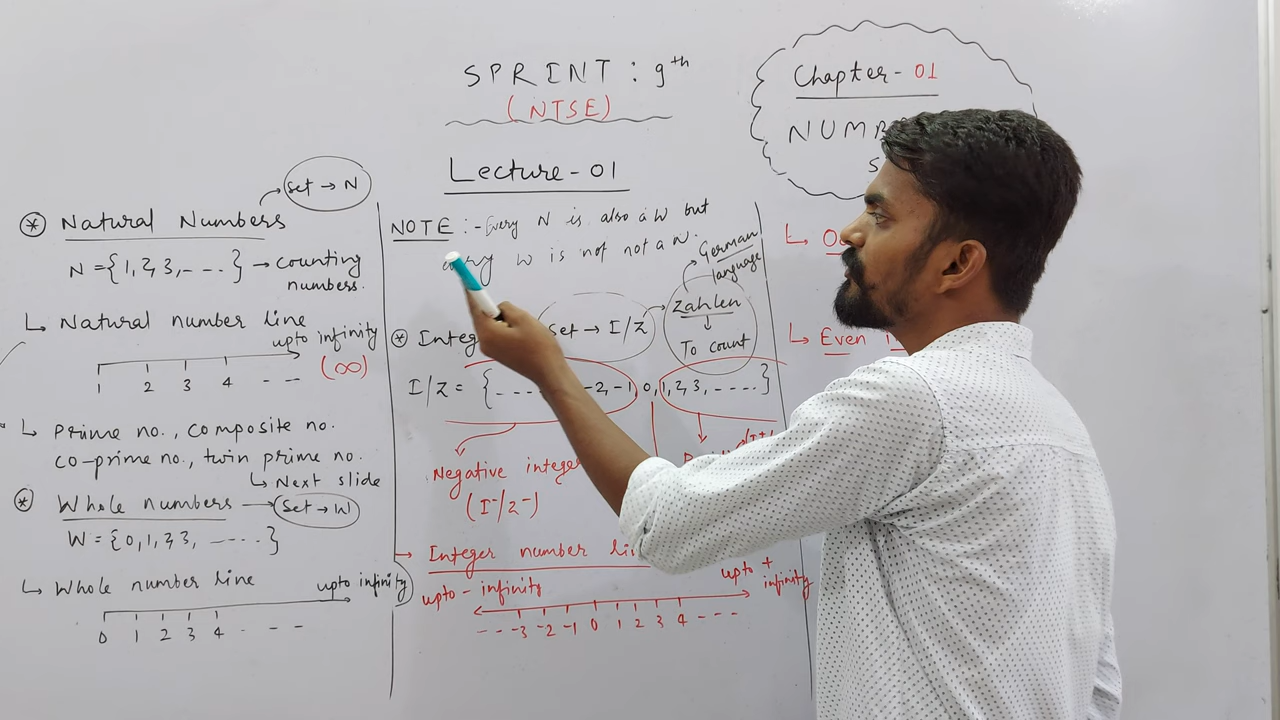 SPRINT : 9th
(NTSE)
Chapter- 01
Lecture - 01
Set → N
* Natural Numbers
N = {1, 2, 3, - - - . } → counting
numbers.
↳ Natural number line
upto infinity
(∞)
1 2 3 4 - - -
↳ Prime no., composite no.
co-prime no., twin prime no.
↳ Next slide
* Whole numbers → Set → W
W = {0, 1, 2, 3, - - - - . }
↳ Whole number line upto infinity
0 1 2 3 4 - - - -
NOTE :- Every N is also a W but
W is not not a N.
German
language
Zahlen
↓
To count
* Set → I/Z
I/Z = { - - - -2, -1, 0, 1, 2, 3, - - - - . }
Negative
(I⁻/Z⁻)
→ Integer number
upto - infinity upto +
infinity
- - - -3 -2 -1 0 1 2 3 4 - - -
↳ Even